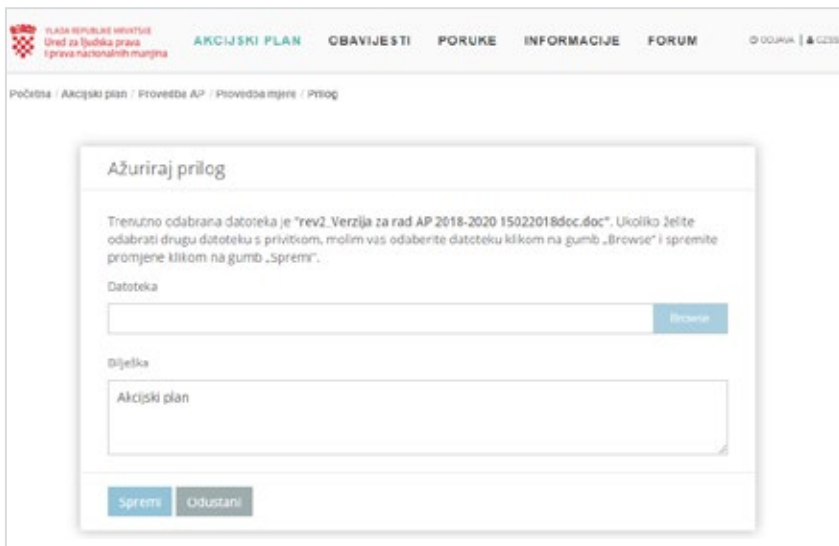 VLADA REPUBLIKE HRVATSKE
Ured za ljudska prava
i prava nacionalnih manjina
AKCIJSKI PLAN OBAVIJESTI PORUKE INFORMACIJE FORUM ODJAVA |
Početna / Akcijski plan / Provedba AP / Provedba mjere / Prilog
Ažuriraj prilog
Trenutno odabrana datoteka je "rev2_Verzija za rad AP 2018-2020 15022018doc.doc". Ukoliko želite
odabrati drugu datoteku s privitkom, molim vas odaberite datoteku klikom na gumb „Browse“ i spremite
promjene klikom na gumb „Spremi“.
Datoteka
Browse
Bilješka
Akcijski plan
Spremi Odustani